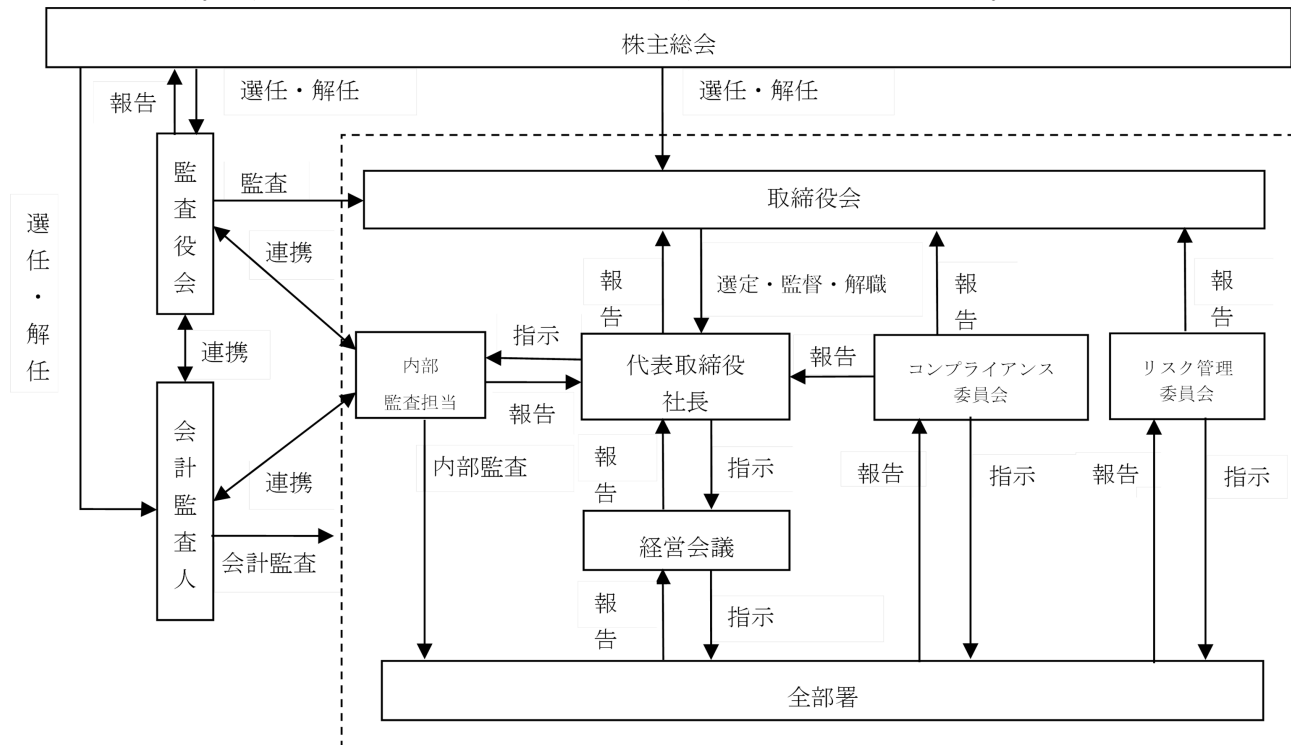 株主総会
報告
選任・解任
選任・解任
監査役会
監査
取締役会
選任・解任
連携
報告
選定・監督・解職
報告
報告
連携
指示
内部
監査担当
報告
代表取締役
社長
報告
コンプライアンス
委員会
リスク管理
委員会
会計監査人
連携
内部監査
報告
指示
報告
指示
報告
指示
経営会議
会計監査
報告
指示
全部署